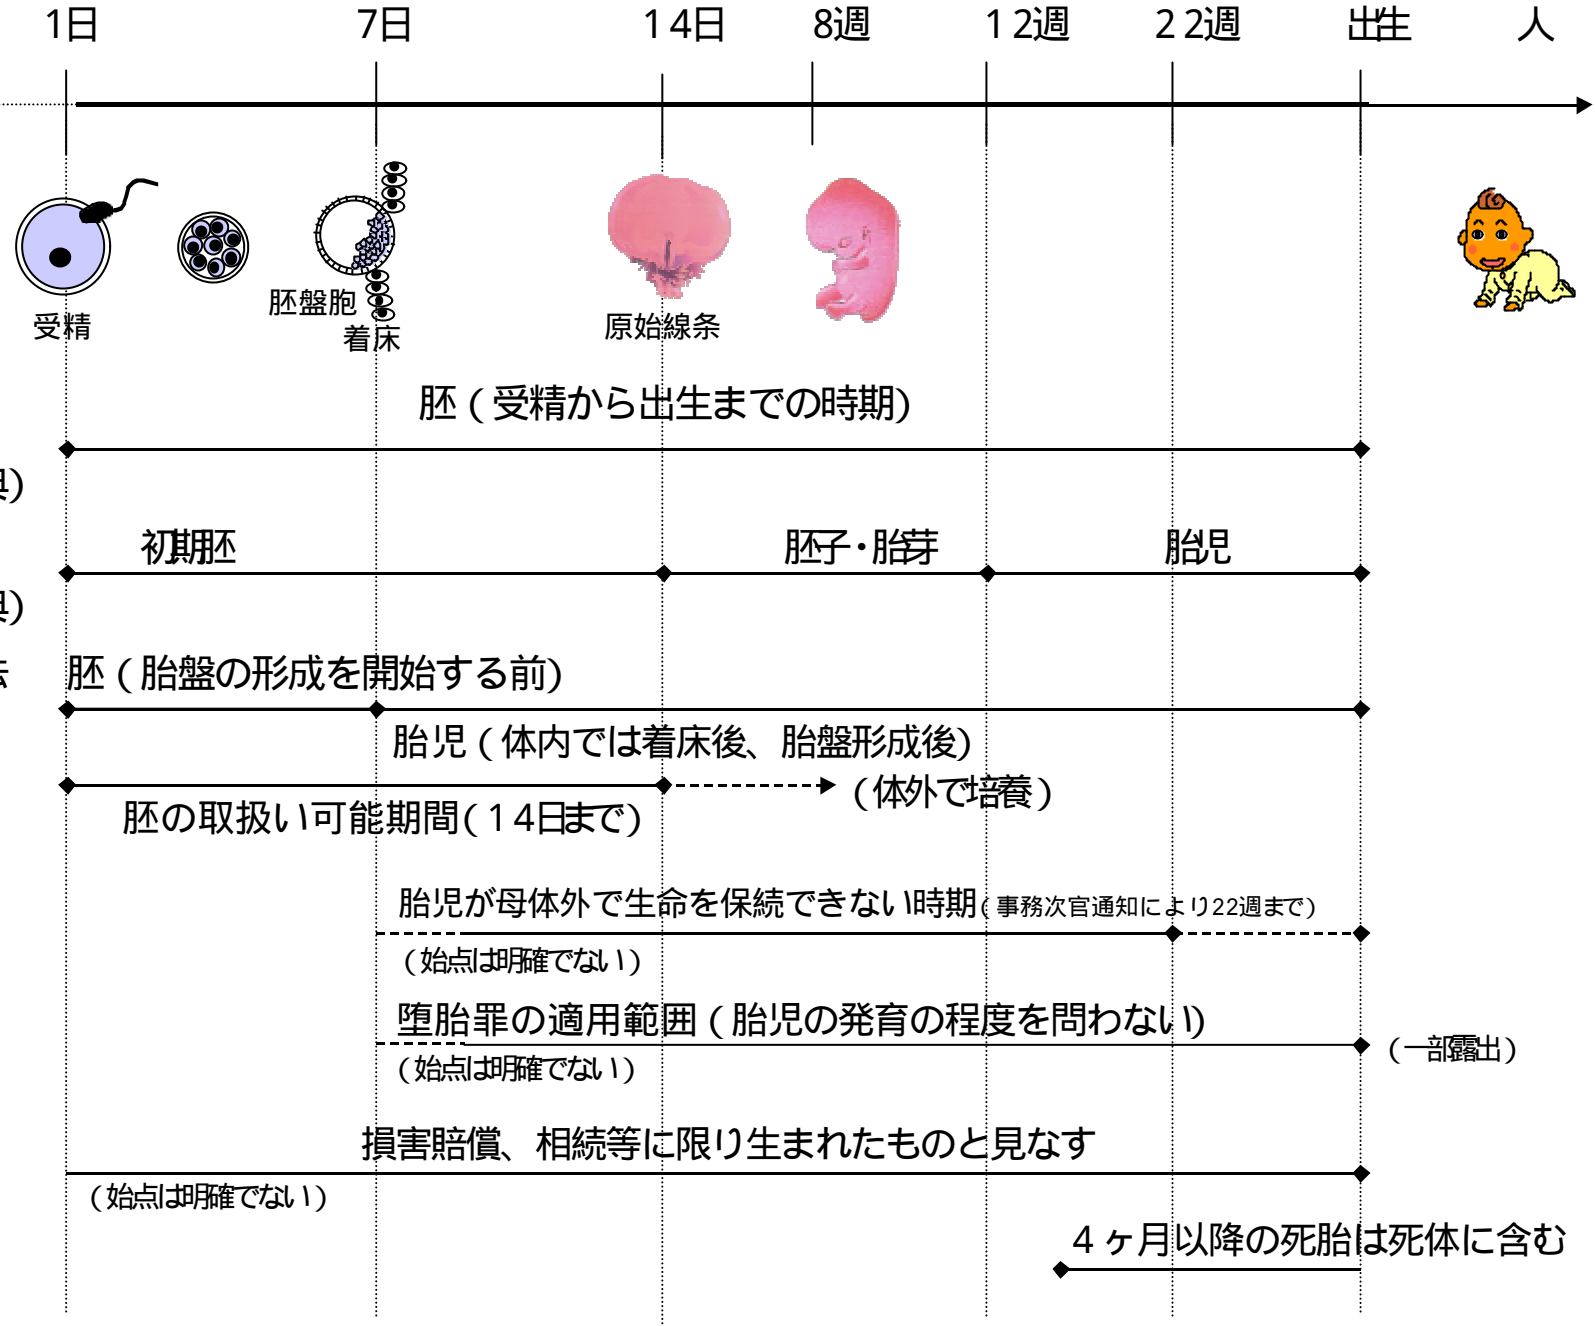 1日 7日 14日 8週 12週 22週 出生 人
胚盤胞
受精 着床 原始線条
胚(受精から出生までの時期)
)
初期胚 胚子・胎芽 胎児
)
胚(胎盤の形成を開始する前)
胎児(体内では着床後、胎盤形成後)
(体外で培養)
胚の取扱い可能期間(14日まで)
胎児が母体外で生命を保続できない時期(事務次官通知により22週まで)
(始点は明確でない)
堕胎罪の適用範囲(胎児の発育の程度を問わない)
(一部露出)
(始点は明確でない)
損害賠償、相続等に限り生まれたものと見なす
(始点は明確でない)
4ヶ月以降の死胎は死体に含む